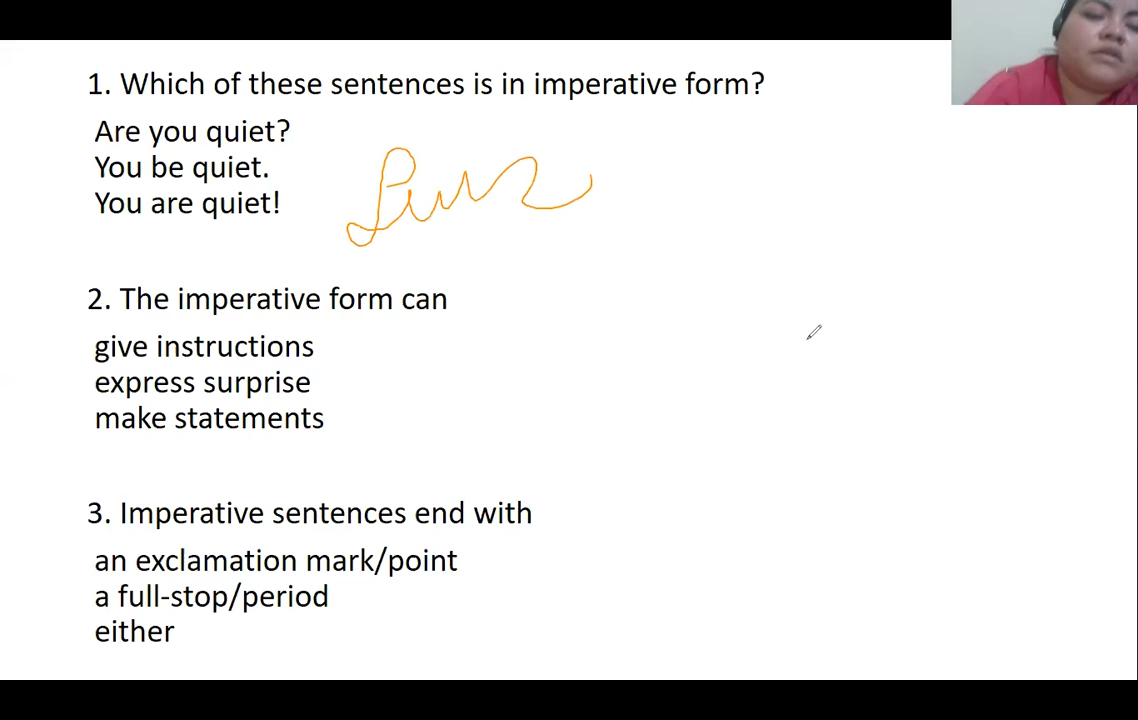 1. Which of these sentences is in imperative form?
Are you quiet?
You be quiet.
You are quiet!
2. The imperative form can
give instructions
express surprise
make statements
3. Imperative sentences end with
an exclamation mark/point
a full-stop/period
either